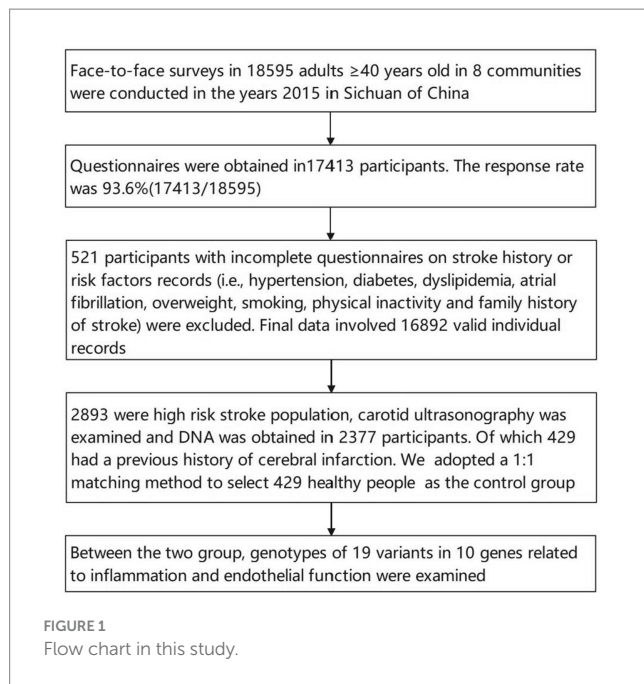 Face-to-face surveys in 18595 adults ≥40 years old in 8 communities
were conducted in the years 2015 in Sichuan of China
Questionnaires were obtained in17413 participants. The response rate
was 93.6%(17413/18595)
521 participants with incomplete questionnaires on stroke history or
risk factors records (i.e., hypertension, diabetes, dyslipidemia, atrial
fibrillation, overweight, smoking, physical inactivity and family history
of stroke) were excluded. Final data involved 16892 valid individual
records
2893 were high risk stroke population, carotid ultrasonography was
examined and DNA was obtained in 2377 participants. Of which 429
had a previous history of cerebral infarction. We adopted a 1:1
matching method to select 429 healthy people as the control group
Between the two group, genotypes of 19 variants in 10 genes related
to inflammation and endothelial function were examined
FIGURE 1
Flow chart in this study.